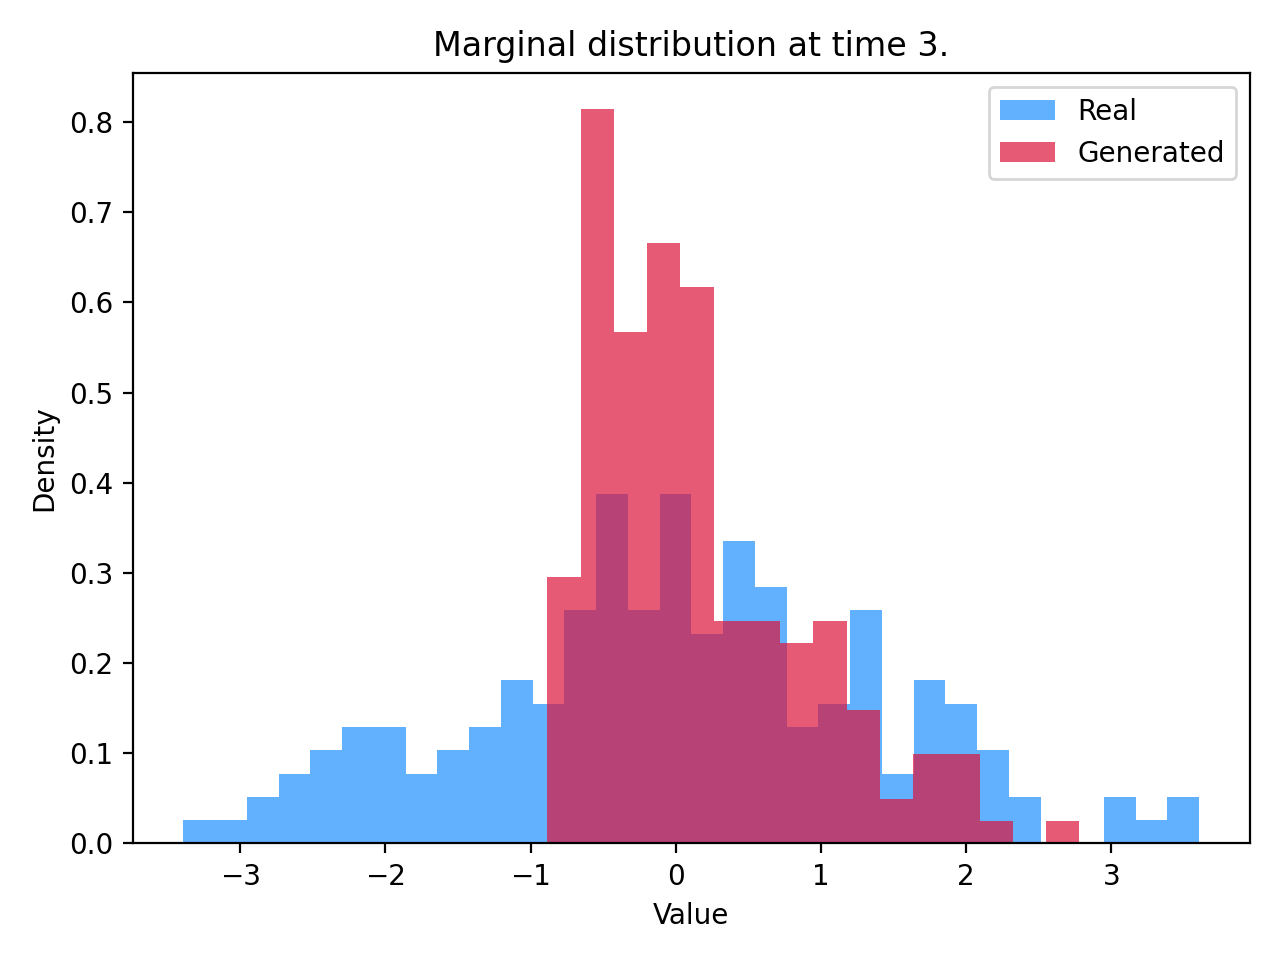 Marginal distribution at time 3.
Real
Generated
0.8
0.7
0.6
0.5
0.4
0.3
0.2
0.1
0.0
Density
−3 −2 −1 0 1 2 3
Value